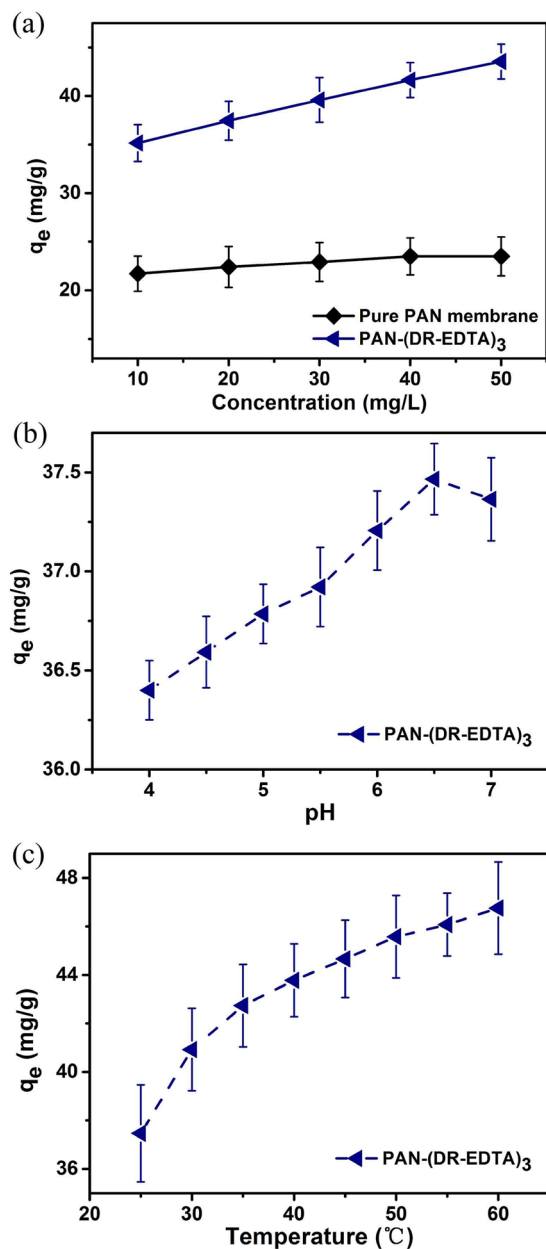 (a)
40
30
20
qe (mg/g)
10 20 30 40 50
Concentration (mg/L)
Pure PAN membrane
PAN-(DR-EDTA)3
(b)
37.5
37.0
36.5
36.0
qe (mg/g)
4 5 6 7
pH
PAN-(DR-EDTA)3
(c)
48
44
40
36
qe (mg/g)
20 30 40 50 60
Temperature (℃)
PAN-(DR-EDTA)3